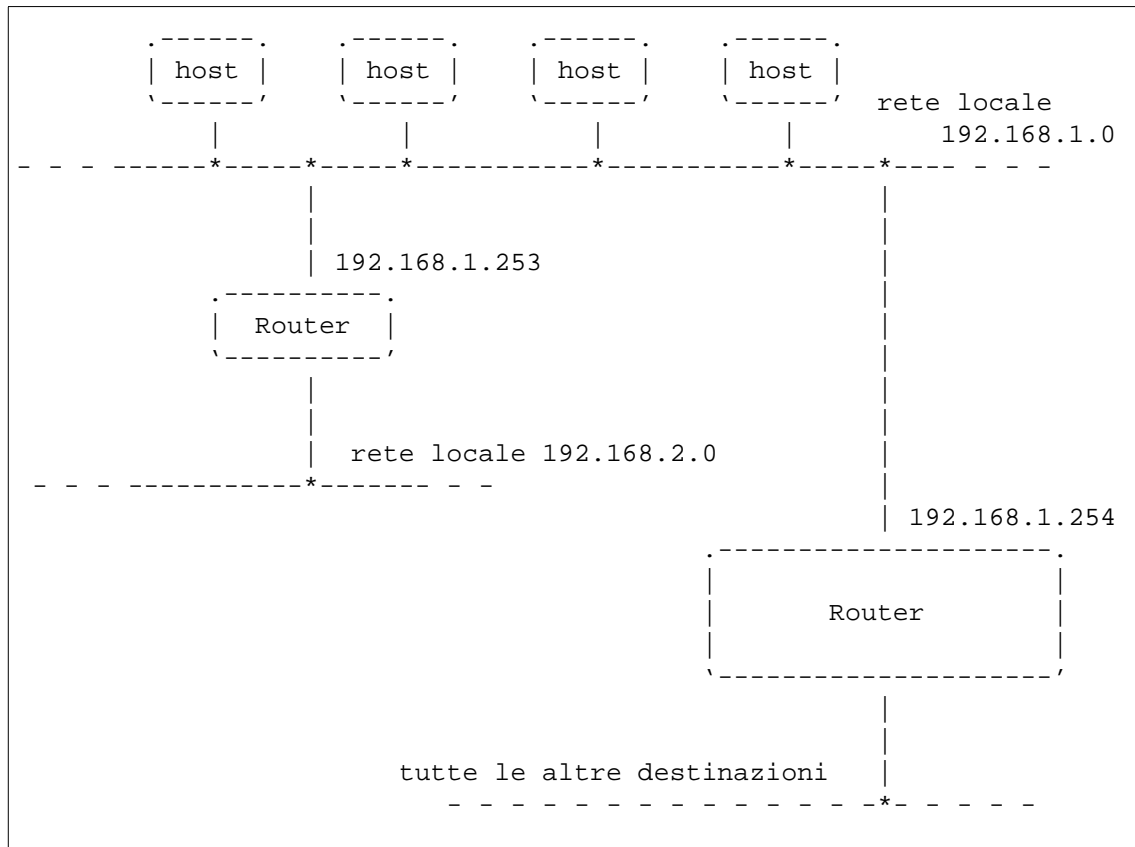 host host host host
rete locale
192.168.1.0
192.168.1.253
Router
rete locale 192.168.2.0
192.168.1.254
Router
tutte le altre destinazioni